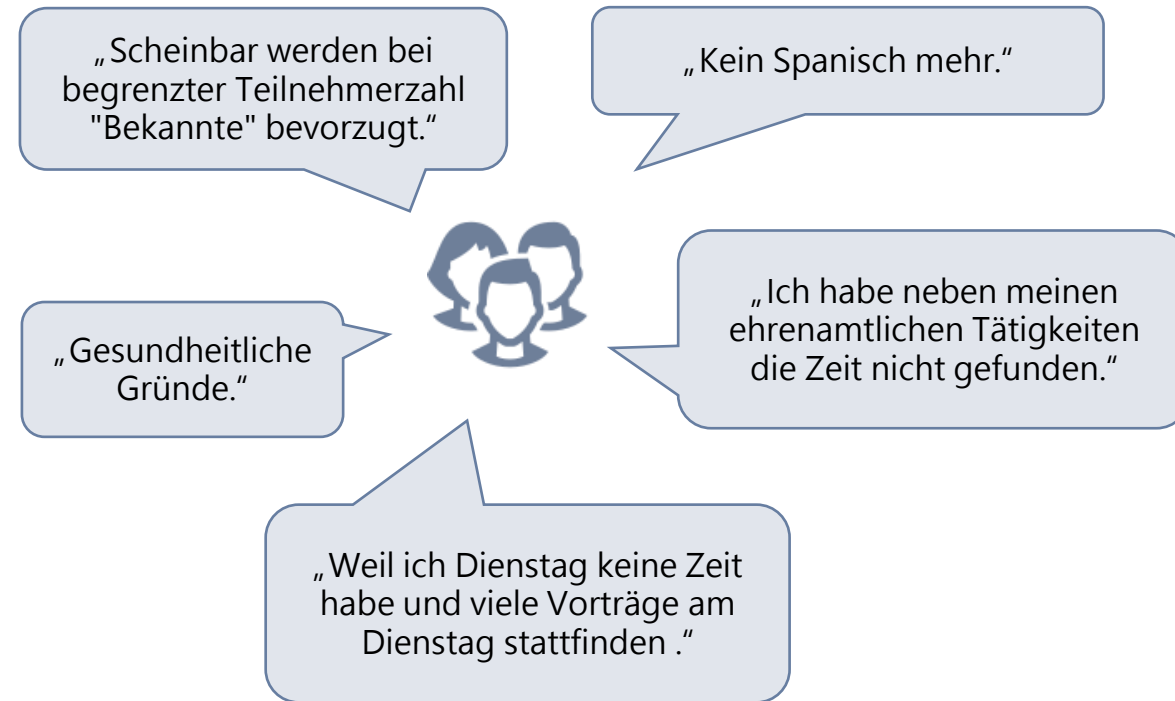 „Scheinbar werden bei
begrenzter Teilnehmerzahl
"Bekannte" bevorzugt.“
„Kein Spanisch mehr.“
„Ich habe neben meinen
ehrenamtlichen Tätigkeiten
die Zeit nicht gefunden.“
„Gesundheitliche
Gründe.“
„Weil ich Dienstag keine Zeit
habe und viele Vorträge am
Dienstag stattfinden .“